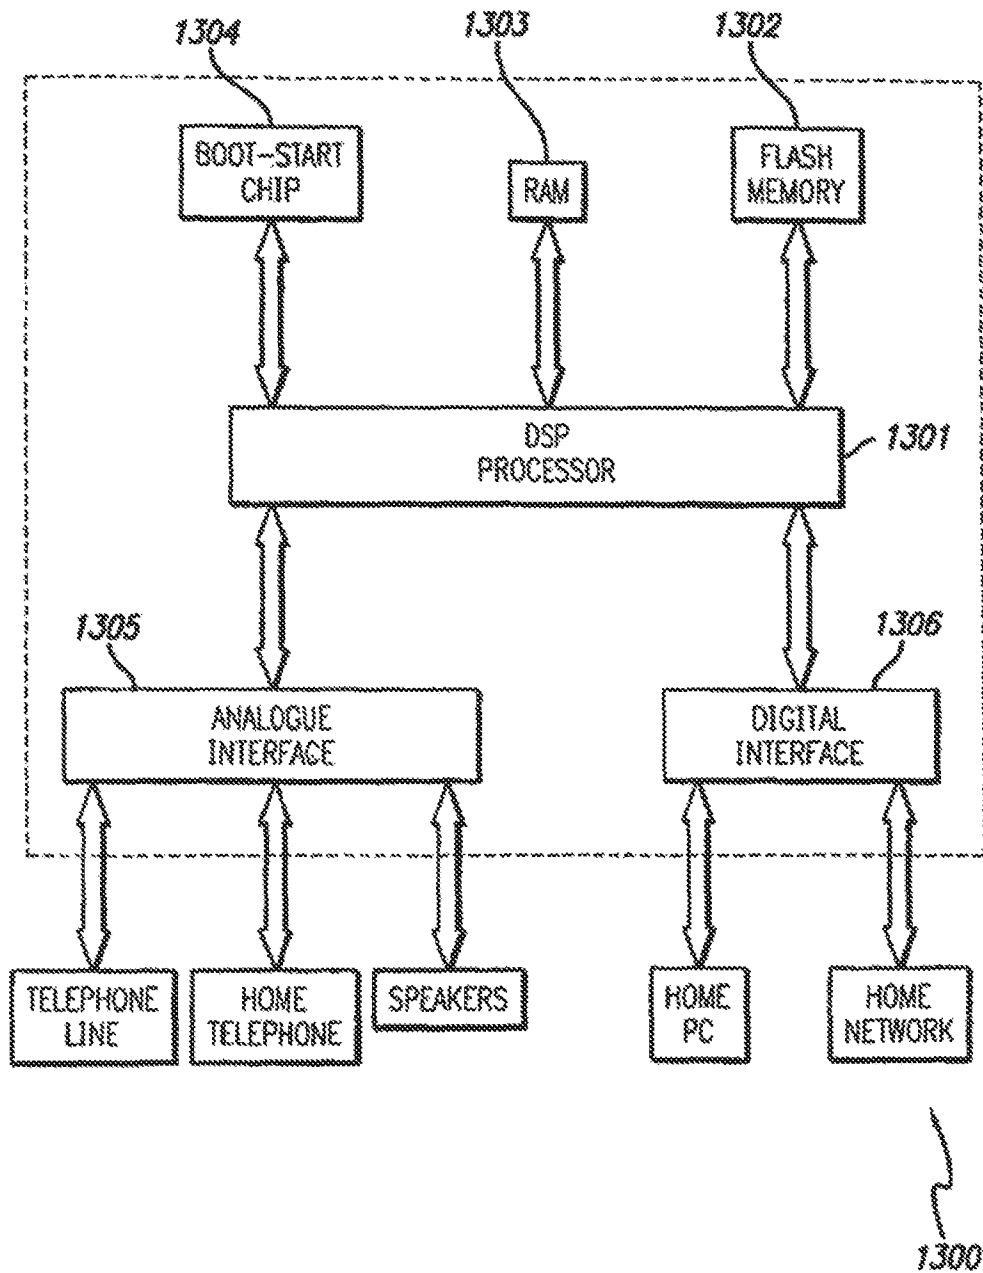 1304
1303
1302
BOOT-START
CHIP
RAM
FLASH
MEMORY
DSP
PROCESSOR
1301
1305
1306
ANALOGUE
INTERFACE
DIGITAL
INTERFACE
TELEPHONE
LINE
HOME
TELEPHONE
SPEAKERS
HOME
PC
HOME
NETWORK
1300